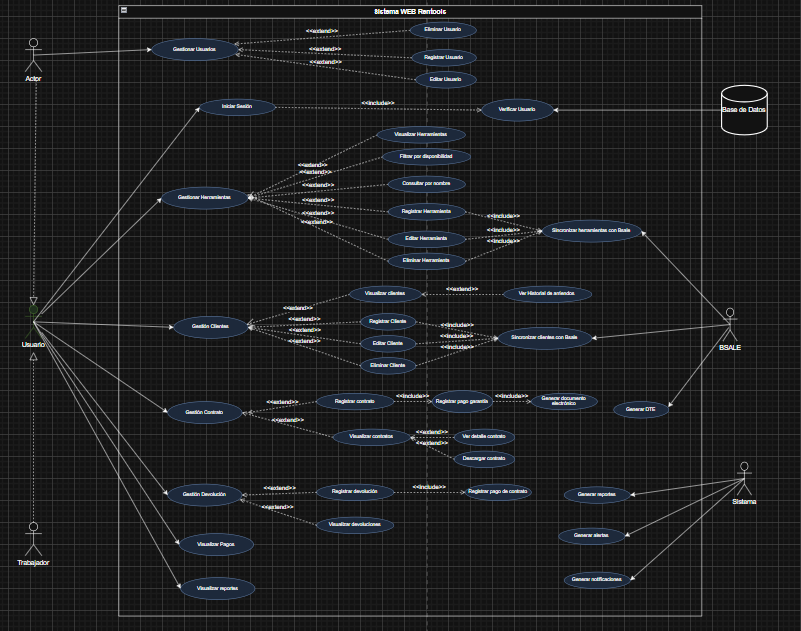 Sistema WEB Rentools
Eliminar Usuario
<<extend>>
Gestionar Usuarios
<<extend>>
Registrar Usuario
<<extend>>
Editar Usuario
Actor
Iniciar Sesión
<<include>>
Verificar Usuario
Base de Datos
Visualizar Herramientas
Filtrar por disponibilidad
<<extend>>
<<extend>>
Consultar por nombre
<<extend>>
Gestionar Herramientas
<<extend>>
Registrar Herramienta
<<extend>>
<<include>>
<<extend>>
<<include>>
Sincronizar herramientas con Bsale
Editar Herramienta
<<include>>
Eliminar Herramienta
Visualizar clientes
<<extend>>
Ver Historial de arriendos
<<extend>>
<<extend>>
Registrar Cliente
<<include>>
Gestión Clientes
<<extend>>
<<include>>
Sincronizar clientes con Bsale
<<extend>>
Editar Cliente
<<include>>
Eliminar Cliente
Usuario
BSALE
<<extend>>
Registrar contrato
<<include>>
Registrar pago garantía
<<include>>
Generar documento
electrónico
Gestión Contrato
Generar DTE
<<extend>>
Visualizar contratos
<<extend>>
Ver detalle contrato
<<extend>>
Descargar contrato
<<extend>>
Registrar devolución
<<include>>
Registrar pago de contrato
Gestión Devolución
Generar reportes
Sistema
<<extend>>
Visualizar devoluciones
Generar alertas
Visualizar Pagos
Trabajador
Generar notificaciones
Visualizar reportes